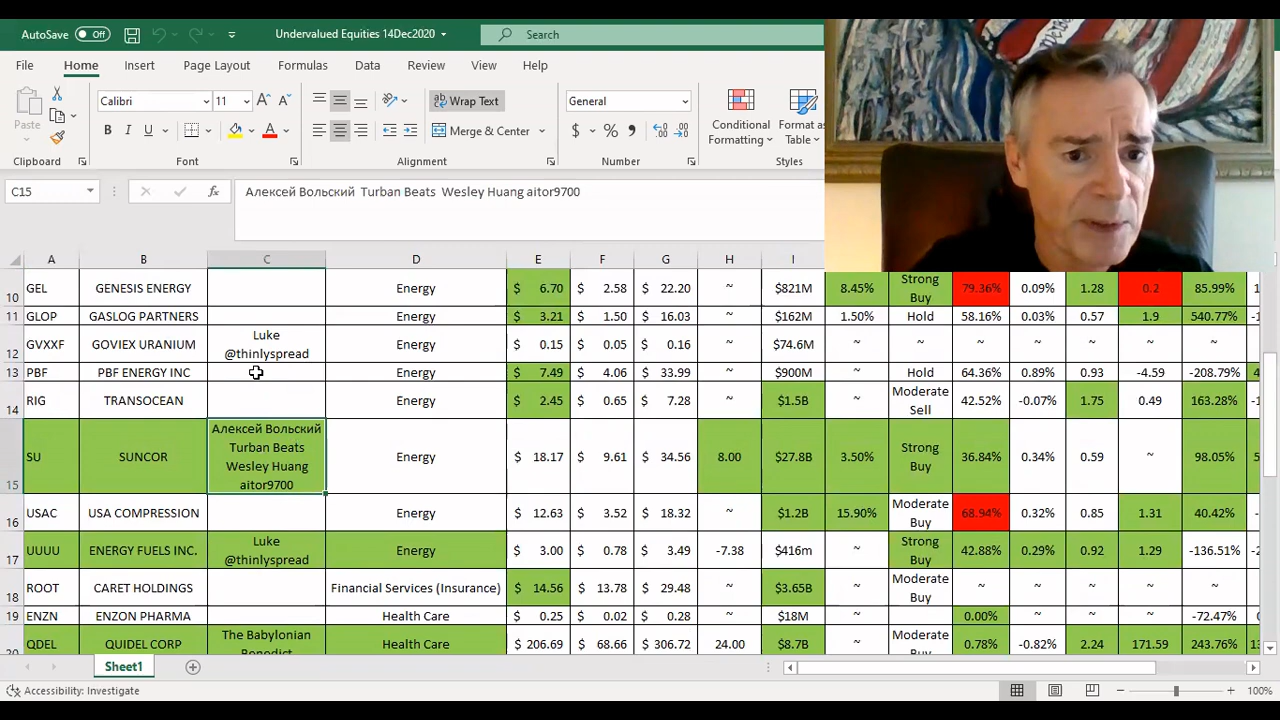 AutoSave Off Undervalued Equities 14Dec2020 Search
File Home Insert Page Layout Formulas Data Review View Help
Paste Calibri 11 Wrap Text General Conditional Formatting Format as Table
B I U Merge & Center $ % 9
Clipboard Font Alignment Number Styles
C15 fx Алексей Вольский Turban Beats Wesley Huang aitor9700
A B C D E F G H I
10 GEL GENESIS ENERGY Energy $ 6.70 $ 2.58 $ 22.20 ~ $821M 8.45% Strong Buy 79.36% 0.09% 1.28 0.2 85.99%
11 GLOP GASLOG PARTNERS Energy $ 3.21 $ 1.50 $ 16.03 ~ $162M 1.50% Hold 58.16% 0.03% 0.57 1.9 540.77%
12 GVXXF GOVIEX URANIUM Luke @thinlyspread Energy $ 0.15 $ 0.05 $ 0.16 ~ $74.6M ~ ~ ~ ~ ~ ~ ~
13 PBF PBF ENERGY INC Energy $ 7.49 $ 4.06 $ 33.99 ~ $900M ~ Hold 64.36% 0.89% 0.93 -4.59 -208.79%
14 RIG TRANSOCEAN Energy $ 2.45 $ 0.65 $ 7.28 ~ $1.5B ~ Moderate Sell 42.52% -0.07% 1.75 0.49 163.28%
15 SU SUNCOR Алексей Вольский Turban Beats Wesley Huang aitor9700 Energy $ 18.17 $ 9.61 $ 34.56 8.00 $27.8B 3.50% Strong Buy 36.84% 0.34% 0.59 ~ 98.05%
16 USAC USA COMPRESSION Energy $ 12.63 $ 3.52 $ 18.32 ~ $1.2B 15.90% Moderate Buy 68.94% 0.32% 0.85 1.31 40.42%
17 UUUU ENERGY FUELS INC. Luke @thinlyspread Energy $ 3.00 $ 0.78 $ 3.49 -7.38 $416m ~ Strong Buy 42.88% 0.29% 0.92 1.29 -136.51%
18 ROOT CARET HOLDINGS Financial Services (Insurance) $ 14.56 $ 13.78 $ 29.48 ~ $3.65B ~ Moderate Buy ~ ~ ~ ~ ~
19 ENZN ENZON PHARMA Health Care $ 0.25 $ 0.02 $ 0.28 ~ $18M ~ 0.00% ~ ~ ~ -72.47%
QDEL QUIDEL CORP The Babylonian Benedict Health Care $ 206.69 $ 68.66 $ 306.72 24.00 $8.7B ~ Moderate Buy 0.78% -0.82% 2.24 171.59 243.76%
Sheet1
Accessibility: Investigate 100%